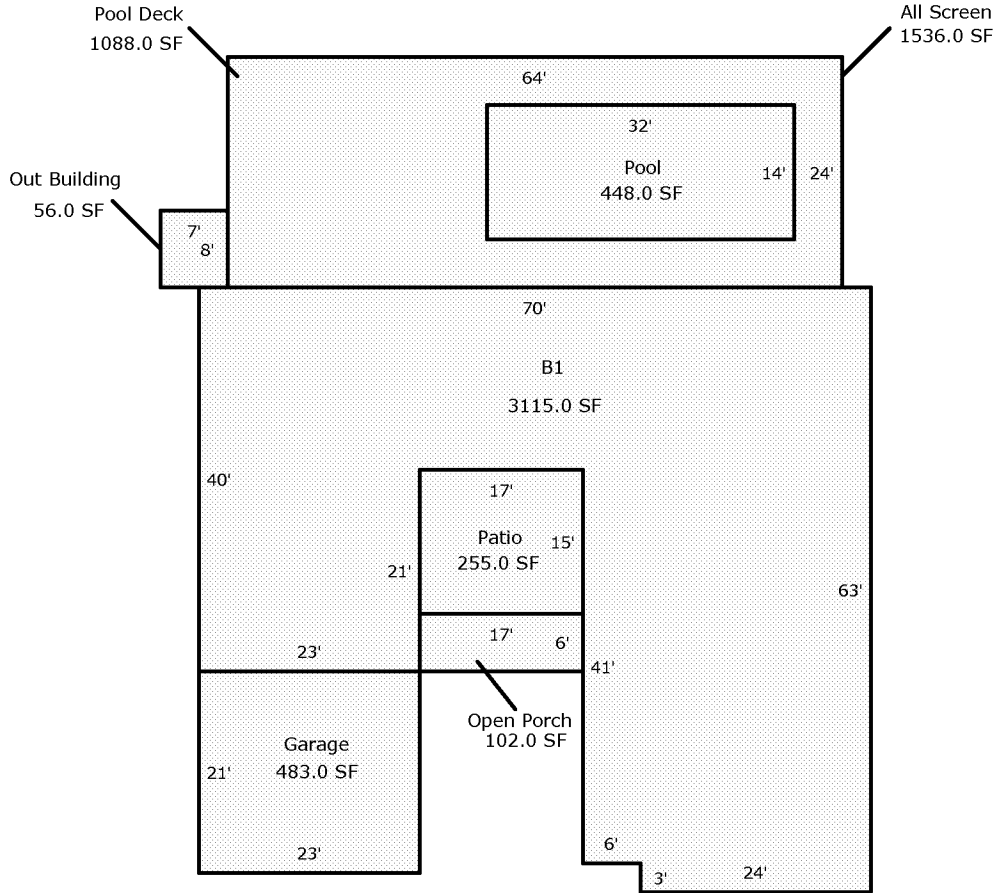 Pool Deck
1088.0 SF
All Screen
1536.0 SF
64'
32'
Pool
448.0 SF
14'
24'
Out Building
56.0 SF
7'
8'
70'
B1
3115.0 SF
40'
17'
Patio
255.0 SF
15'
21'
63'
17'
6'
23'
41'
Open Porch
102.0 SF
Garage
483.0 SF
21'
23'
6'
3'
24'